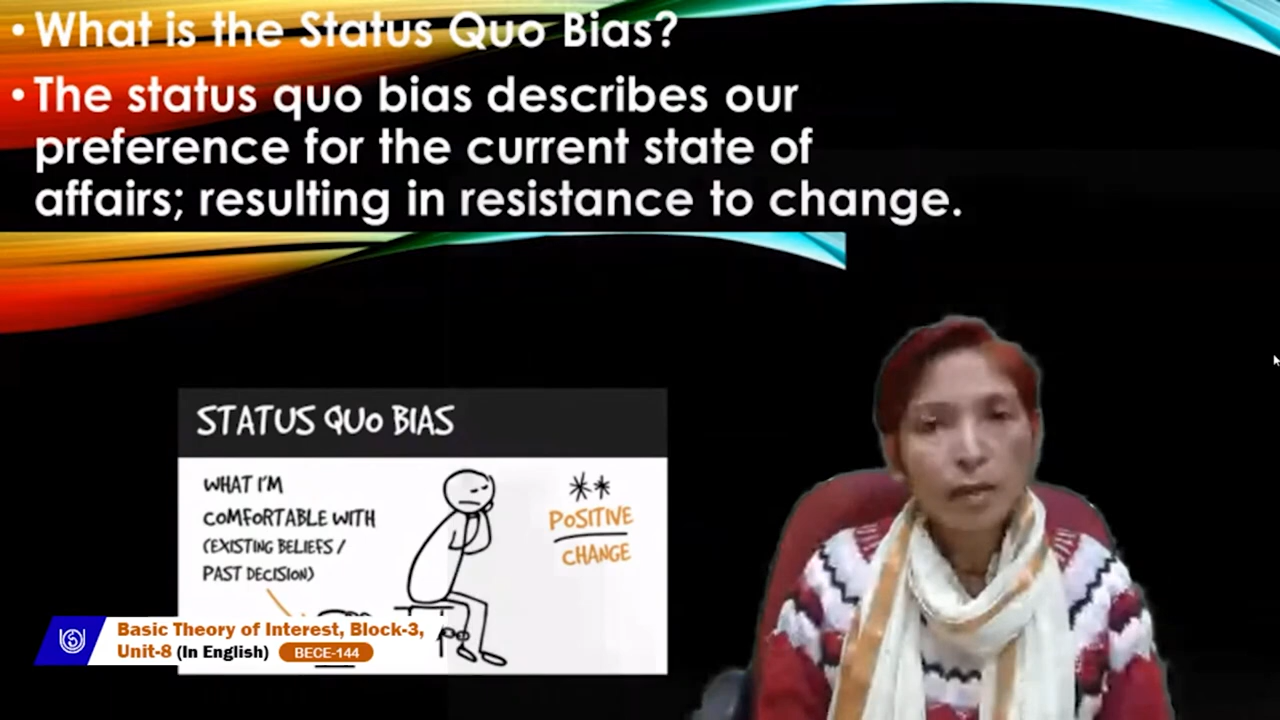 • What is the Status Quo Bias?
• The status quo bias describes our
preference for the current state of
affairs; resulting in resistance to change.
STATUS QUO BIAS
WHAT I'M
COMFORTABLE WITH
(EXISTING BELIEFS /
PAST DECISION)
**
POSITIVE
CHANGE
Basic Theory of Interest, Block-3,
Unit-8 (In English) BECE-144